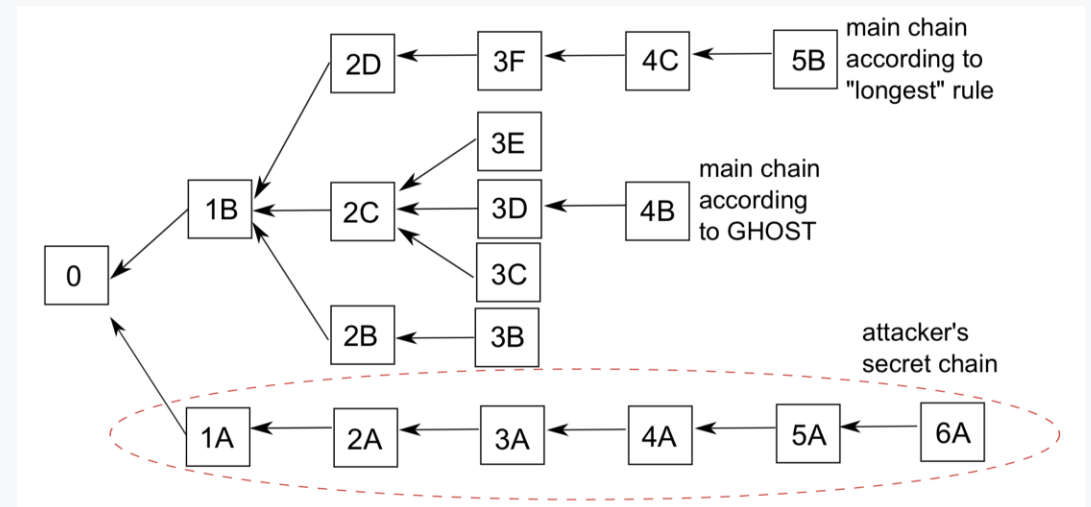 2D
3F
4C
5B
main chain
according to
"longest" rule
3E
1B
2C
3D
4B
main chain
according
to GHOST
0
3C
2B
3B
attacker's
secret chain
1A
2A
3A
4A
5A
6A